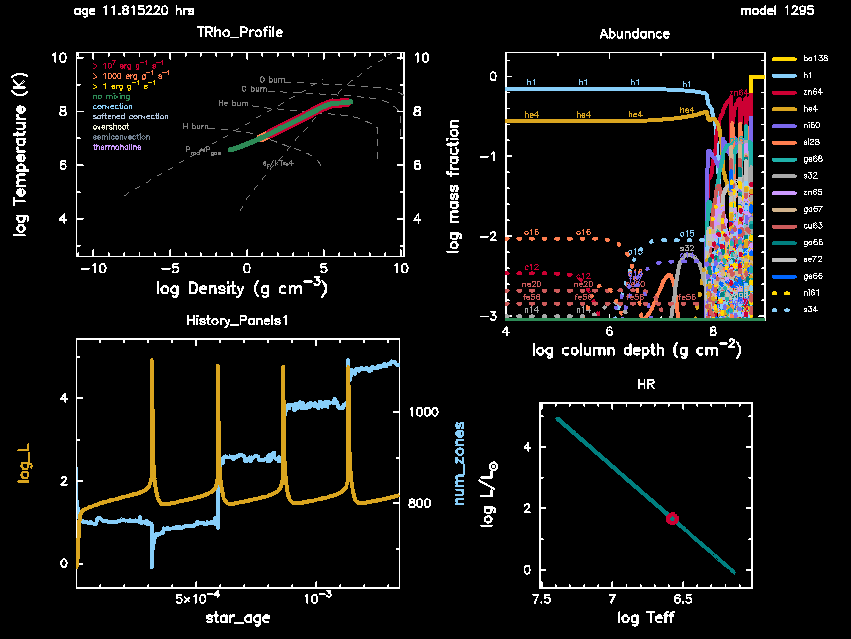 age 11.815220 hrs
model 1295
TRho_Profile
> 10⁷ erg g⁻¹ s⁻¹
> 1000 erg g⁻¹ s⁻¹
> 1 erg g⁻¹ s⁻¹
no mixing
convection
softened convection
overshoot
semiconvection
thermohaline
O burn
C burn
He burn
H burn
10
8
6
4
10
8
6
4
−10
−5
0
5
10
log Temperature (K)
log Density (g cm⁻³)
Abundance
h1
h1
h1
h1
he4
he4
he4
he4
zn64
o16
o16
o15
c12
c12
s32
ne20
ne20
fe56
fe56
fe56
fe56
n14
n14
0
−1
−2
−3
4
6
8
log mass fraction
log column depth (g cm⁻²)
ba138
h1
zn64
he4
ni60
si28
ge68
s32
zn65
ga67
cu63
se72
ge66
ni61
s34
History_Panels1
4
2
0
1000
800
5×10⁻⁴
10⁻³
log_L
num_zones
star_age
HR
4
2
0
7.5
7
6.5
log L/L☉
log Teff